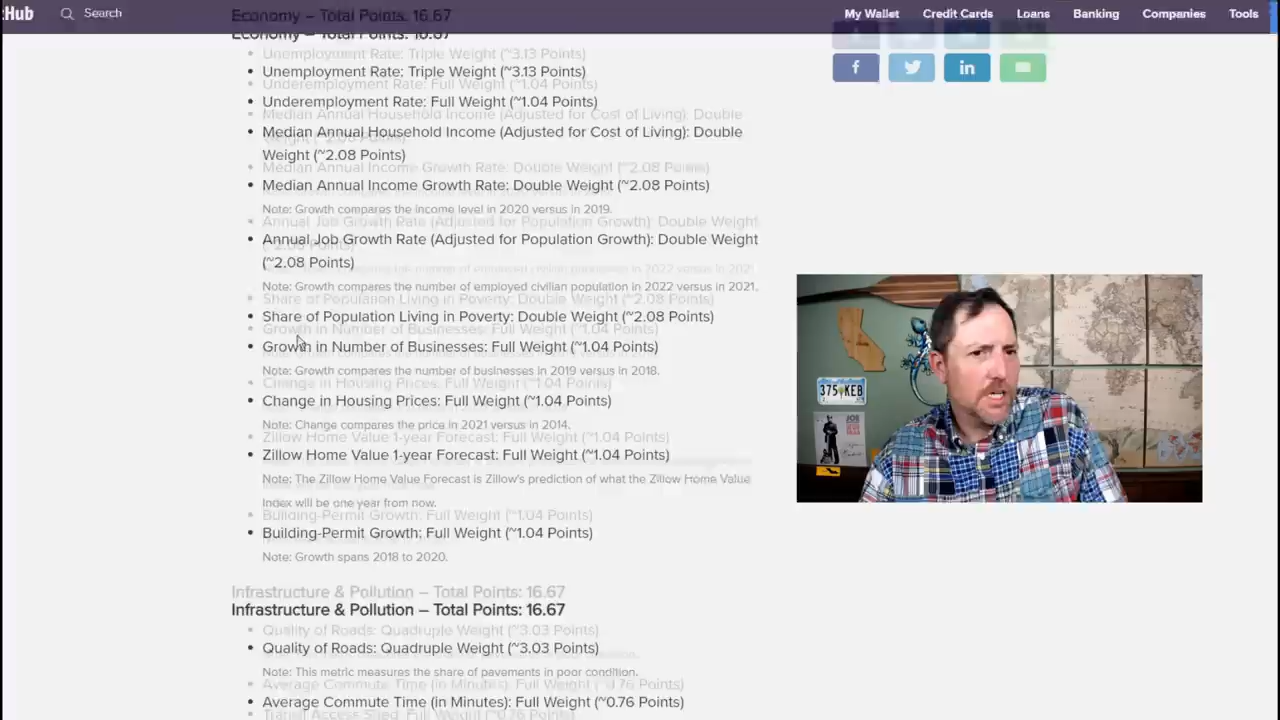 tHub
Search
My Wallet
Credit Cards
Loans
Banking
Companies
Tools
Economy – Total Points: 16.67
Unemployment Rate: Triple Weight (~3.13 Points)
Underemployment Rate: Full Weight (~1.04 Points)
Median Annual Household Income (Adjusted for Cost of Living): Double
Weight (~2.08 Points)
Median Annual Income Growth Rate: Double Weight (~2.08 Points)
Note: Growth compares the income level in 2020 versus in 2019.
Annual Job Growth Rate (Adjusted for Population Growth): Double Weight
(~2.08 Points)
Note: Growth compares the number of employed civilian population in 2022 versus in 2021.
Share of Population Living in Poverty: Double Weight (~2.08 Points)
Growth in Number of Businesses: Full Weight (~1.04 Points)
Note: Growth compares the number of businesses in 2019 versus in 2018.
Change in Housing Prices: Full Weight (~1.04 Points)
Note: Change compares the price in 2021 versus in 2014.
Zillow Home Value 1-year Forecast: Full Weight (~1.04 Points)
Note: The Zillow Home Value Forecast is Zillow's prediction of what the Zillow Home Value
Index will be one year from now.
Building-Permit Growth: Full Weight (~1.04 Points)
Note: Growth spans 2018 to 2020.
Infrastructure & Pollution – Total Points: 16.67
Quality of Roads: Quadruple Weight (~3.03 Points)
Note: This metric measures the share of pavements in poor condition.
Average Commute Time (in Minutes): Full Weight (~0.76 Points)
375 KEB
JOE